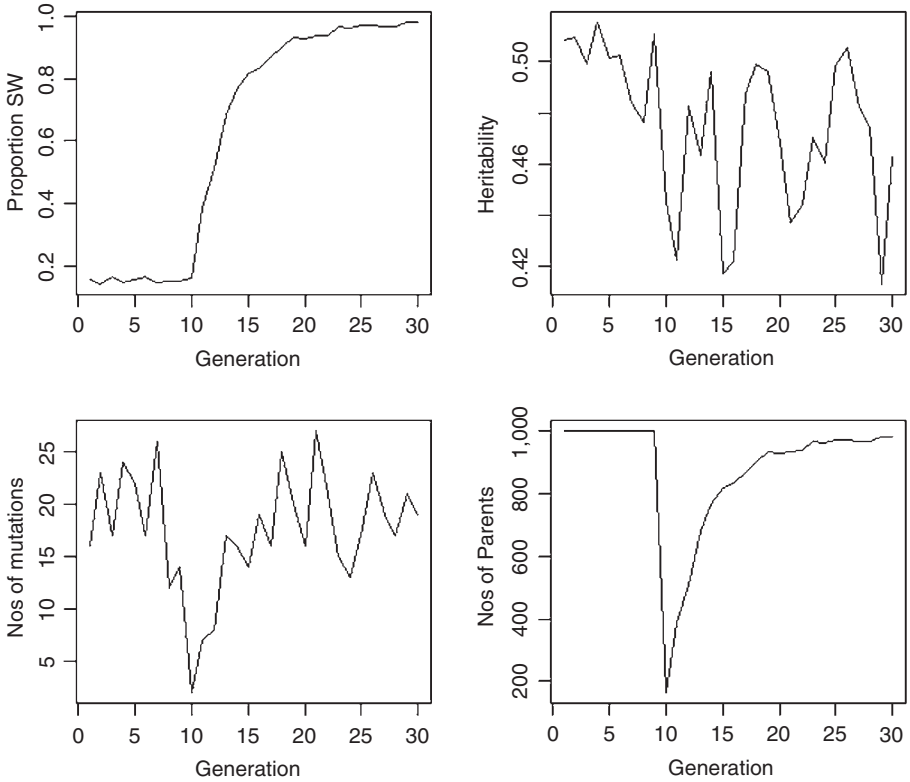 Proportion SW
1.0
0.8
0.6
0.4
0.2
0 5 10 15 20 25 30
Generation
Heritability
0.50
0.46
0.42
0 5 10 15 20 25 30
Generation
Nos of mutations
25
20
15
10
5
0 5 10 15 20 25 30
Generation
Nos of Parents
1,000
800
600
400
200
0 5 10 15 20 25 30
Generation